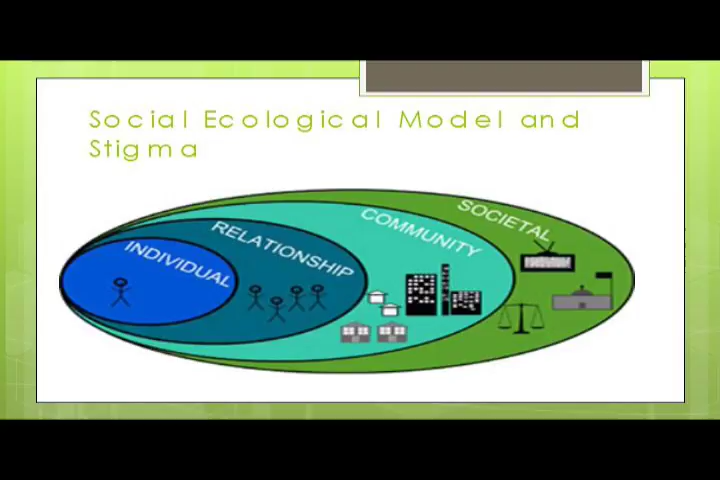 Social Ecological Model and
Stigma
INDIVIDUAL
RELATIONSHIP
COMMUNITY
SOCIETAL